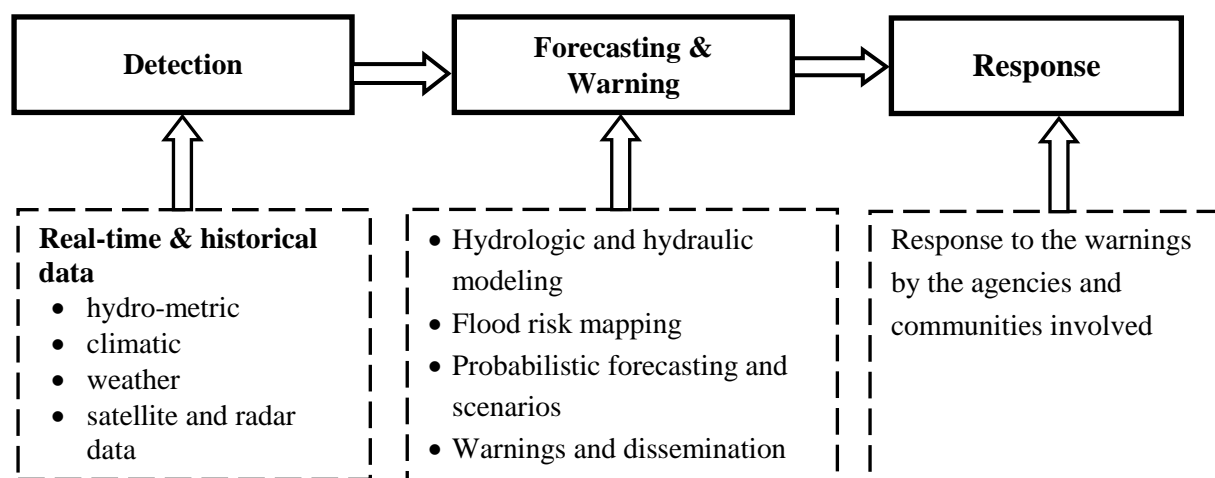 Detection
Forecasting &
Warning
Response
Real-time & historical
data
• hydro-metric
• climatic
• weather
• satellite and radar
data
• Hydrologic and hydraulic
modeling
• Flood risk mapping
• Probabilistic forecasting and
scenarios
• Warnings and dissemination
Response to the warnings
by the agencies and
communities involved